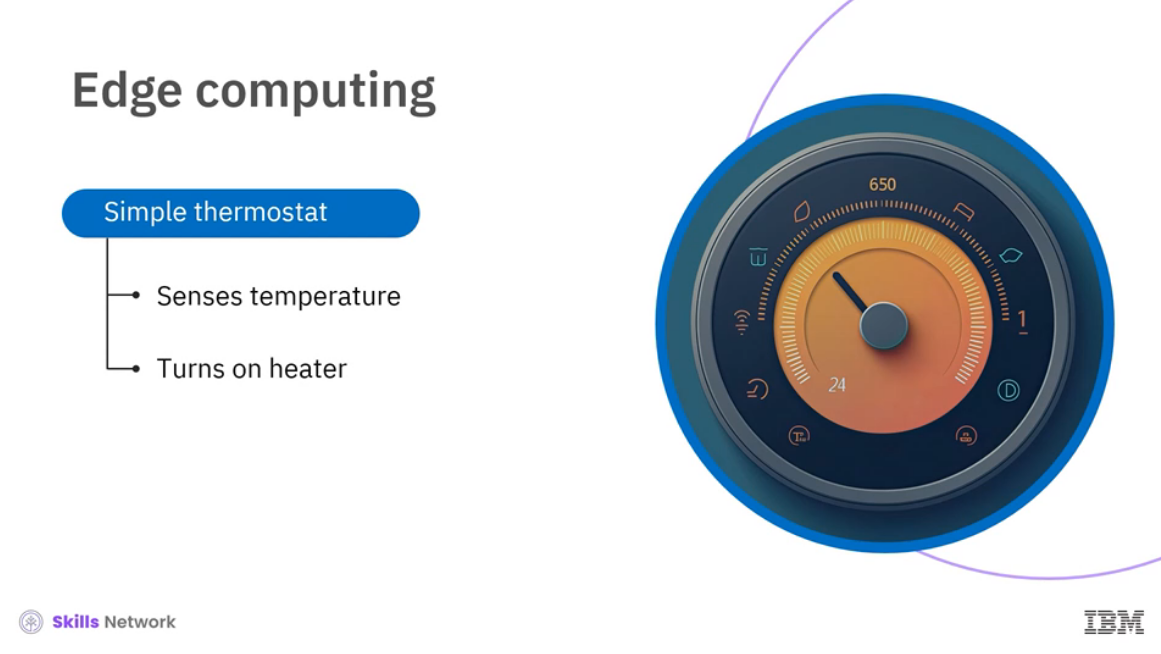 Edge computing
Simple thermostat
Senses temperature
Turns on heater
650
1
24
D
Skills Network
IBM